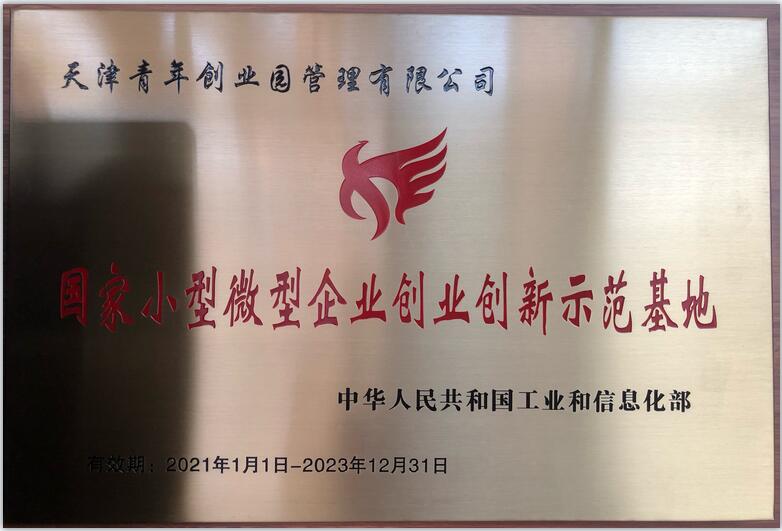 天津青年创业园管理有限公司
国家小型微型企业创业创新示范基地
中华人民共和国工业和信息化部
有效期：2021年1月1日-2023年12月31日